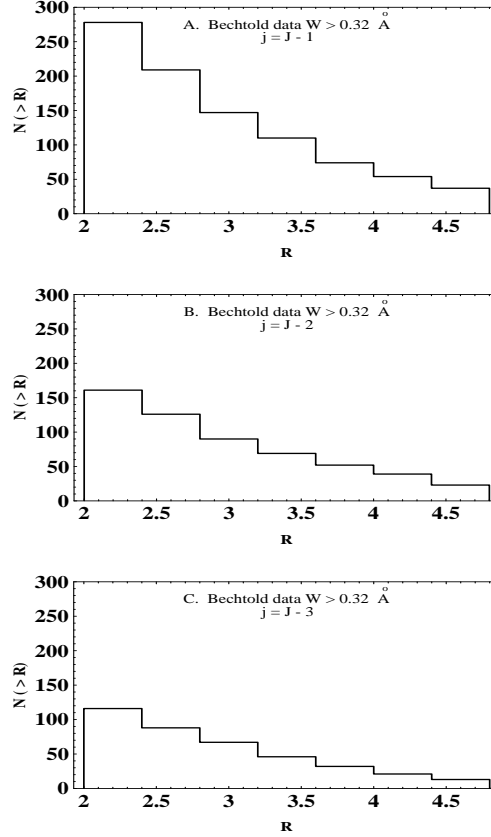 300
A. Bechtold data W > 0.32 Å
j = J - 1
250
200
N ( > R)
150
100
50
0
2 2.5 3 3.5 4 4.5
R
300
B. Bechtold data W > 0.32 Å
j = J - 2
250
200
N ( > R)
150
100
50
0
2 2.5 3 3.5 4 4.5
R
300
C. Bechtold data W > 0.32 Å
j = J - 3
250
200
N ( > R)
150
100
50
0
2 2.5 3 3.5 4 4.5
R